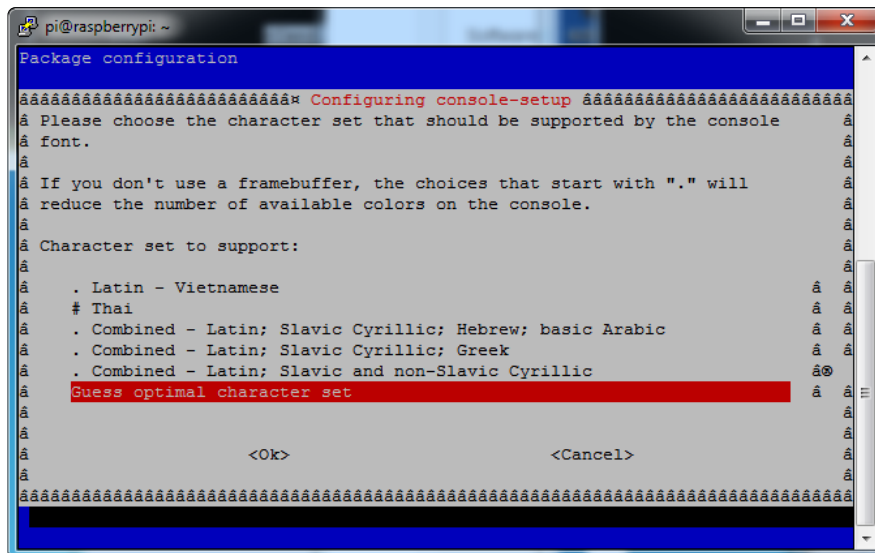 pi@raspberrypi: ~
Package configuration
âââââââââââââââââââââââââ¤ Configuring console-setup ââââââââââââââââââââââââââ
â Please choose the character set that should be supported by the console â
â font. â
â â
â If you don't use a framebuffer, the choices that start with "." will â
â reduce the number of available colors on the console. â
â â
â Character set to support: â
â â
â . Latin - Vietnamese â â
â # Thai â â
â . Combined - Latin; Slavic Cyrillic; Hebrew; basic Arabic â â
â . Combined - Latin; Slavic Cyrillic; Greek â â
â . Combined - Latin; Slavic and non-Slavic Cyrillic â®
â Guess optimal character set â â
â â
â â
â <Ok> <Cancel> â
â â
ââââââââââââââââââââââââââââââââââââââââââââââââââââââââââââââââââââââââââââââââ